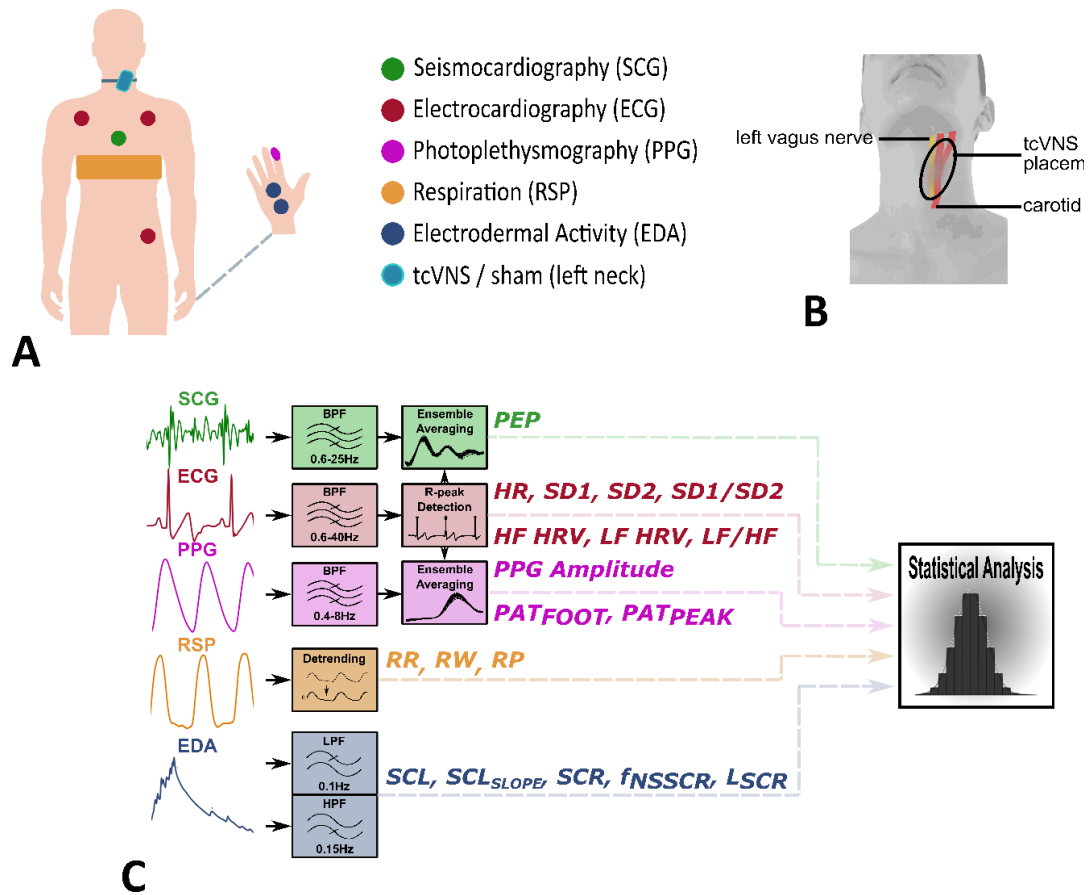 Seismocardiography (SCG)
Electrocardiography (ECG)
Photoplethysmography (PPG)
Respiration (RSP)
Electrodermal Activity (EDA)
tcVNS / sham (left neck)
A
left vagus nerve
tcVNS
placem
carotid
B
SCG
BPF
0.6-25Hz
Ensemble
Averaging
PEP
ECG
BPF
0.6-40Hz
R-peak
Detection
HR, SD1, SD2, SD1/SD2
HF HRV, LF HRV, LF/HF
PPG
BPF
0.4-8Hz
Ensemble
Averaging
PPG Amplitude
PATFOOT, PATPEAK
RSP
Detrending
RR, RW, RP
EDA
LPF
0.1Hz
HPF
0.15Hz
SCL, SCLSLOPE, SCR, fNSSCR, LSCR
Statistical Analysis
C